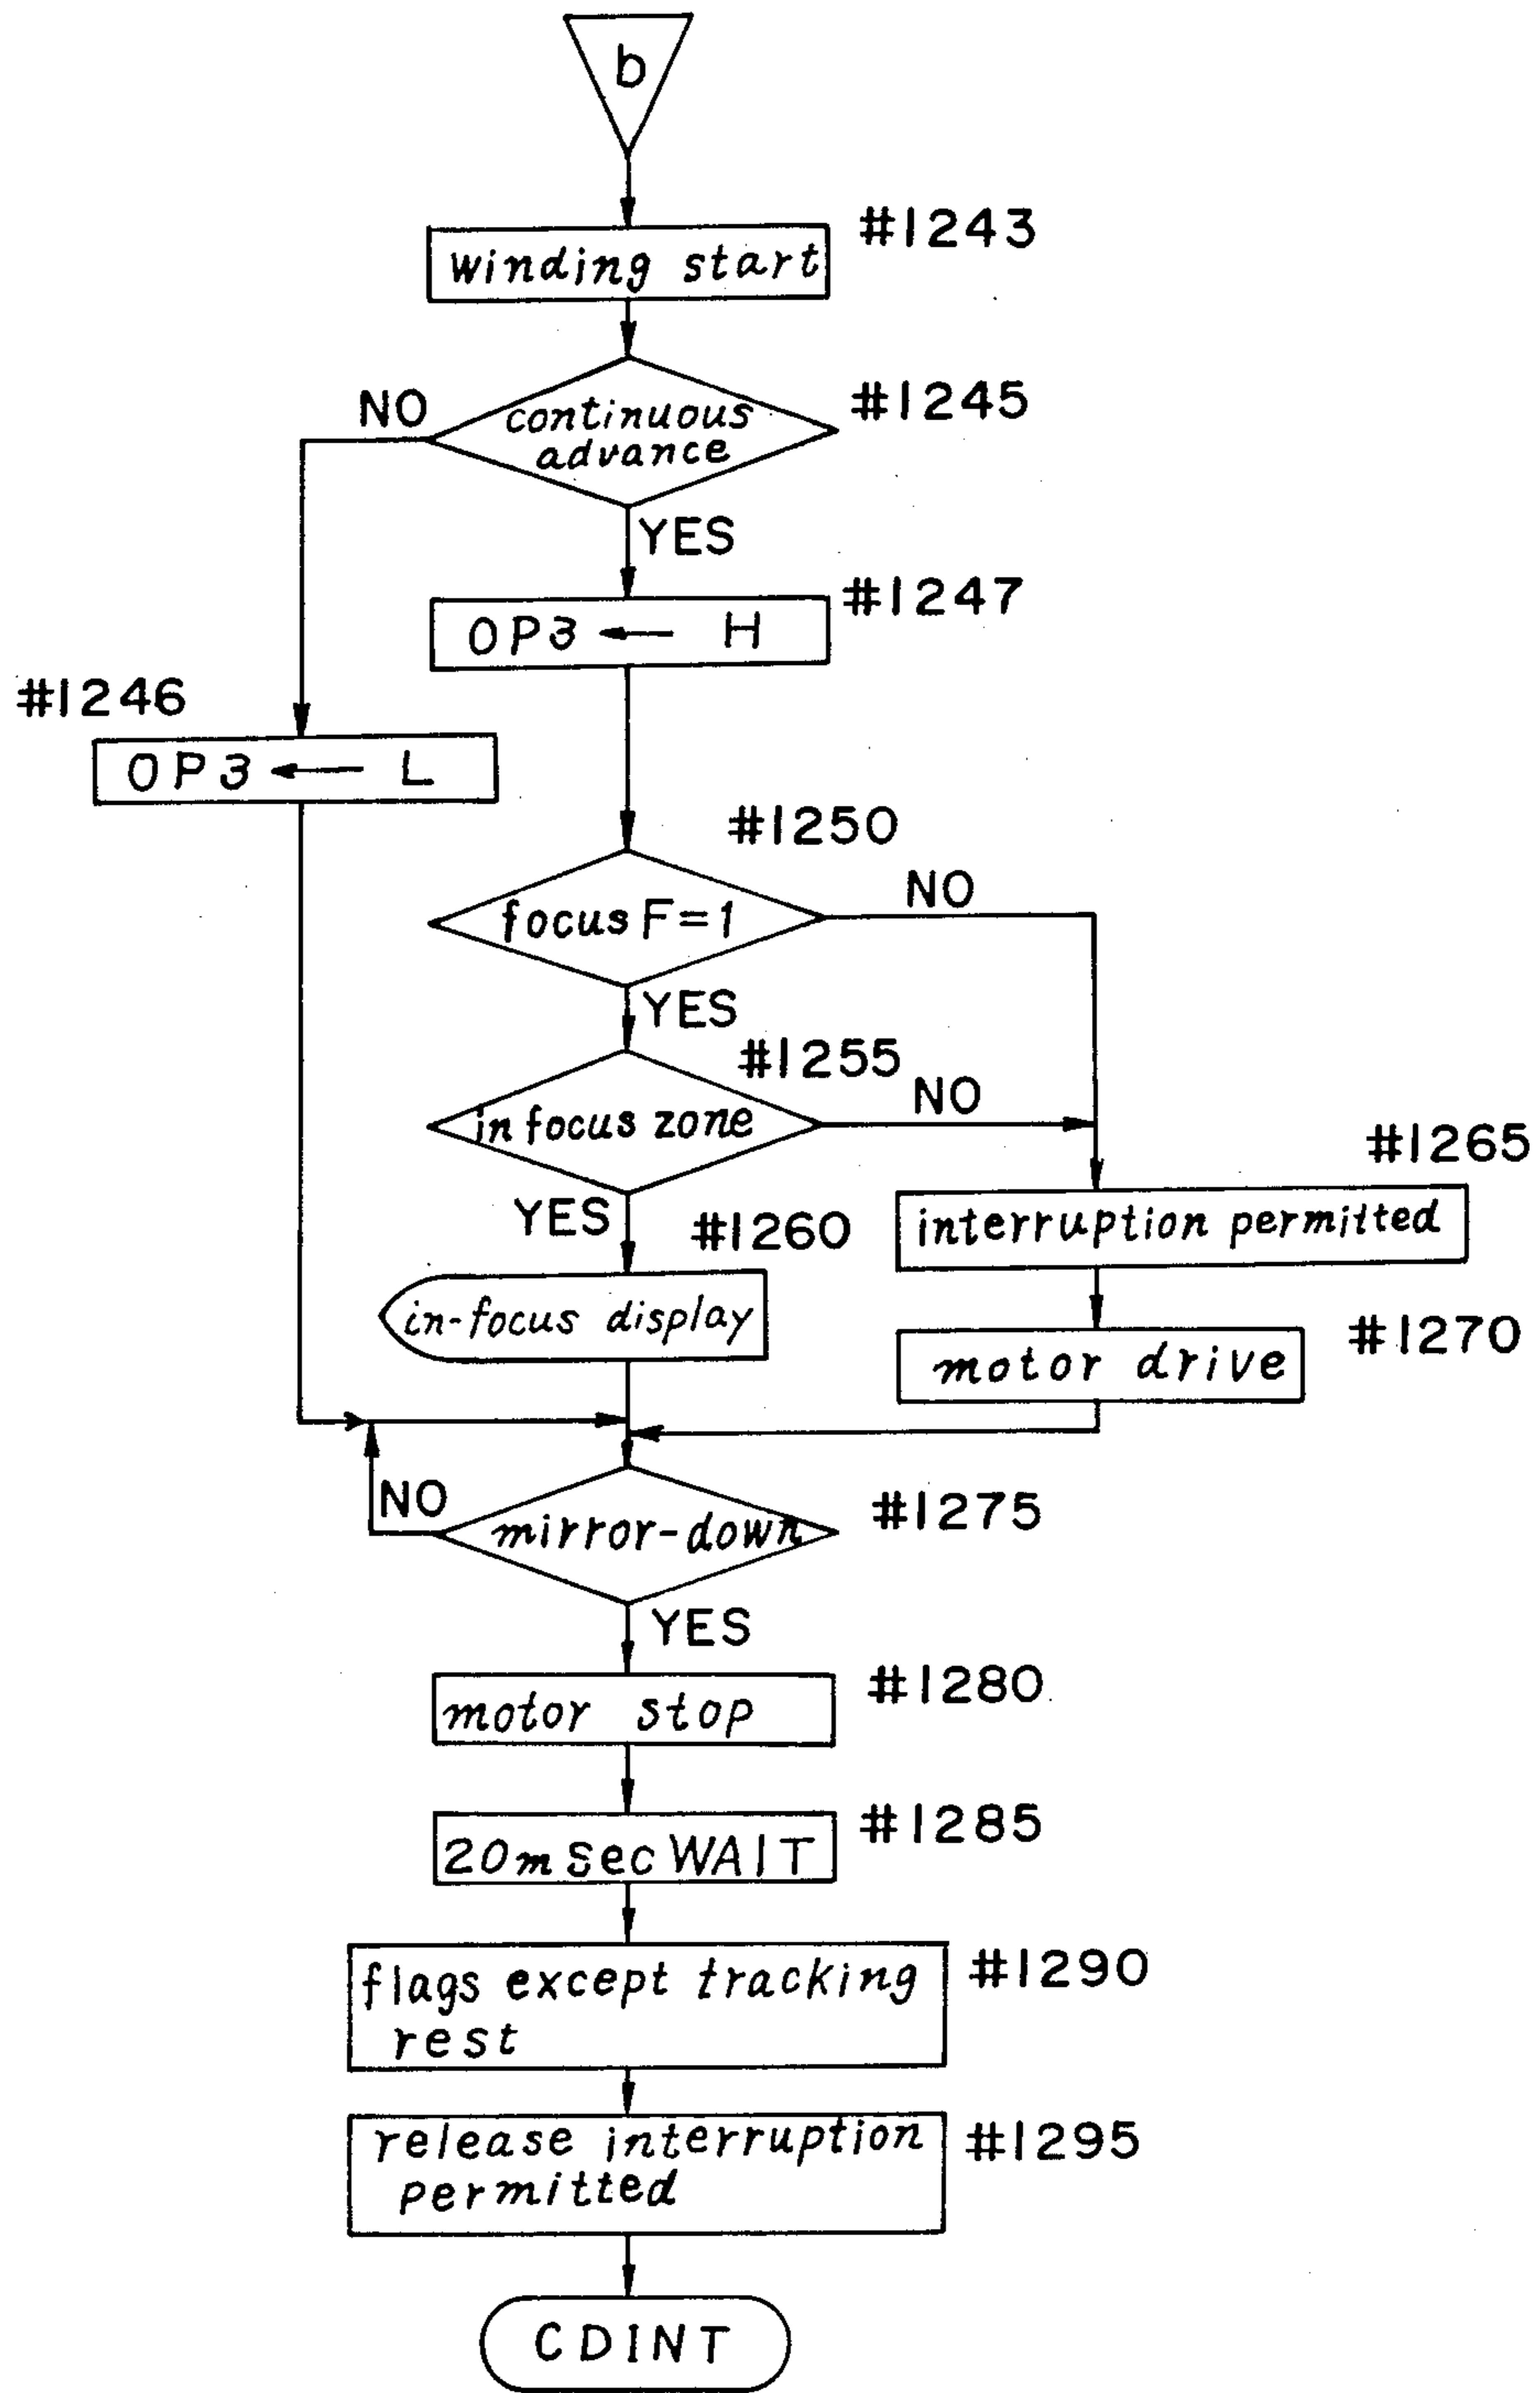 b
winding start
#1243
NO
continuous
advance
#1245
YES
OP3 ← H
#1247
#1246
OP3 ← L
#1250
focus F=1
NO
YES
#1255
in focus zone
NO
#1265
YES
#1260
interruption permitted
in-focus display
motor drive
#1270
NO
mirror-down
#1275
YES
motor stop
#1280
20msec WAIT
#1285
flags except tracking
rest
#1290
release interruption
permitted
#1295
CDINT